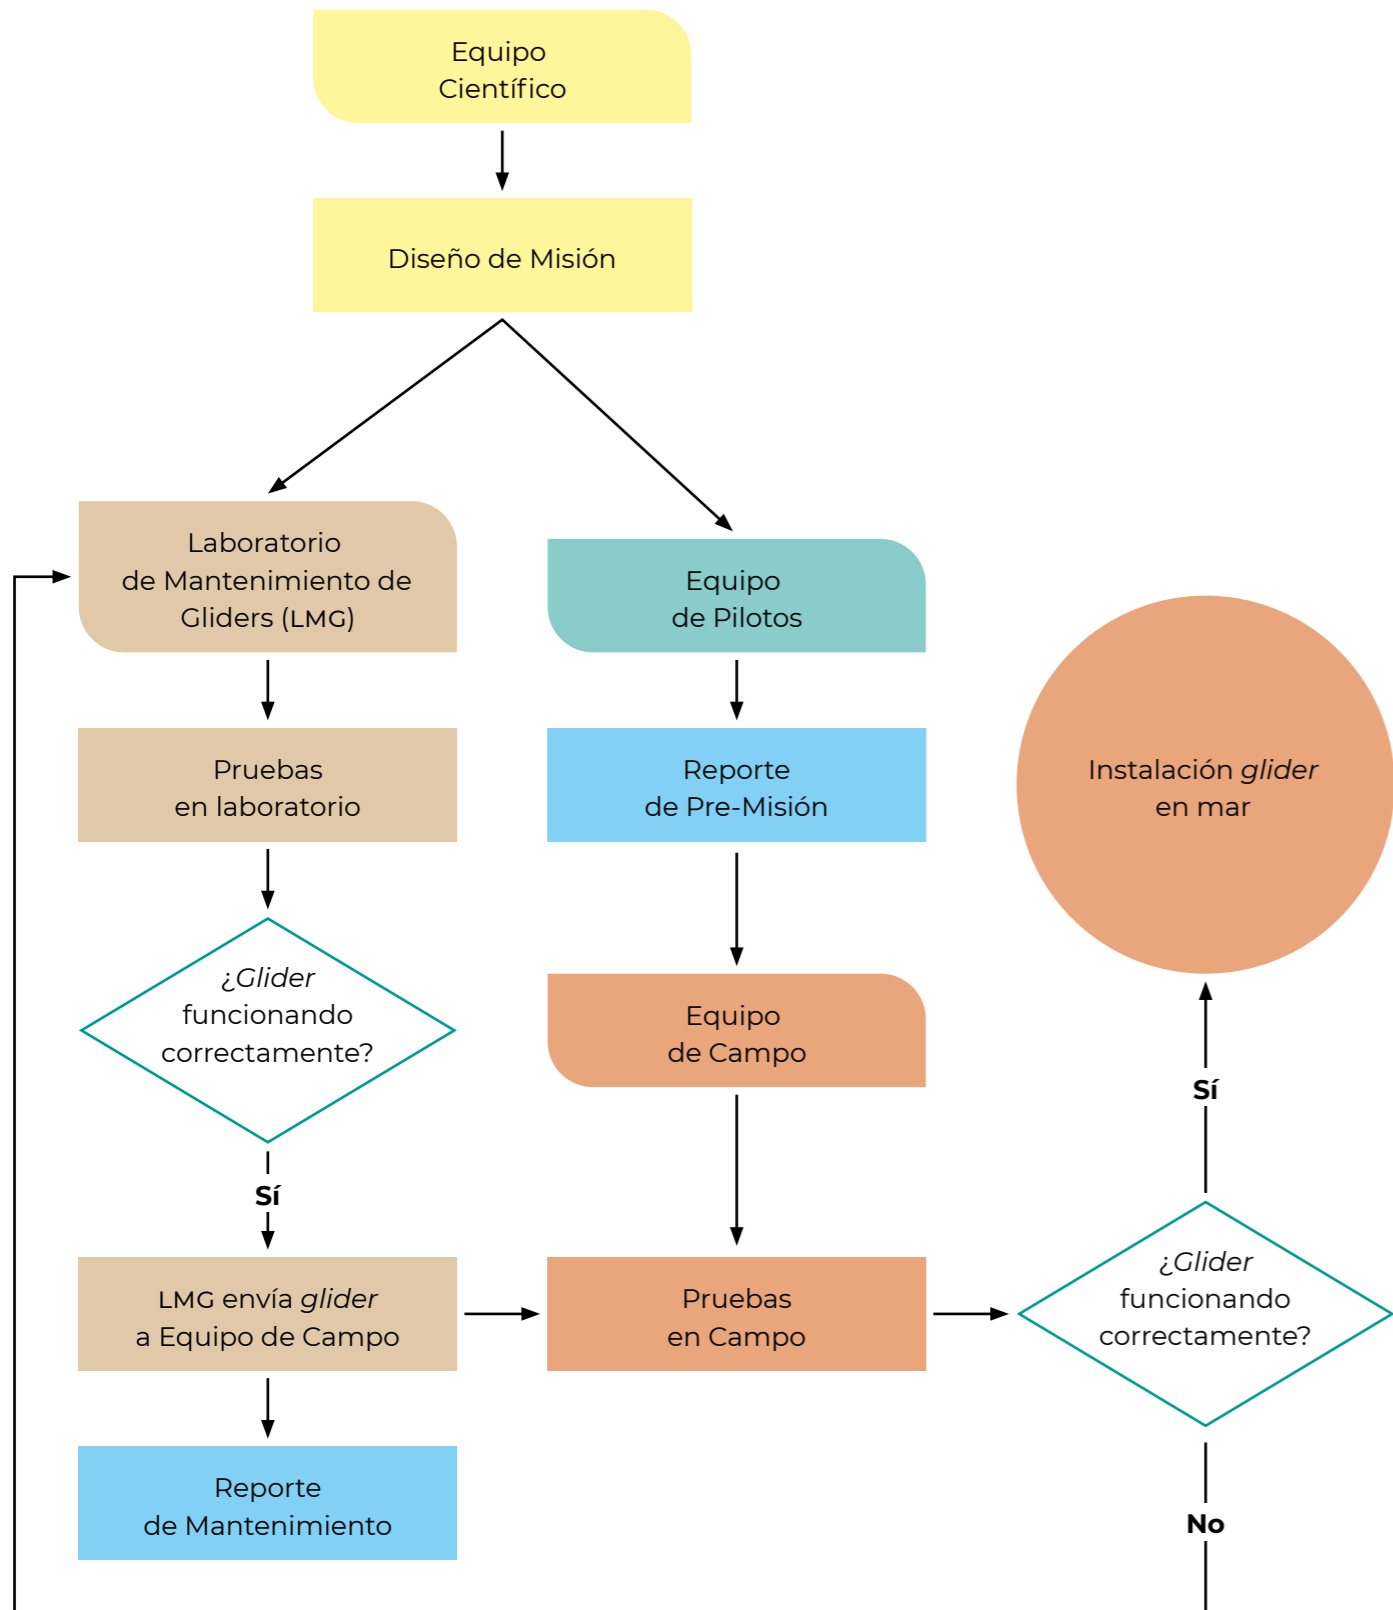 Equipo
Científico
Diseño de Misión
Laboratorio
de Mantenimiento de
Gliders (LMG)
Equipo
de Pilotos
Pruebas
en laboratorio
Reporte
de Pre-Misión
Instalación glider
en mar
¿Glider
funcionando
correctamente?
Equipo
de Campo
Sí
Sí
LMG envía glider
a Equipo de Campo
Pruebas
en Campo
¿Glider
funcionando
correctamente?
Reporte
de Mantenimiento
No